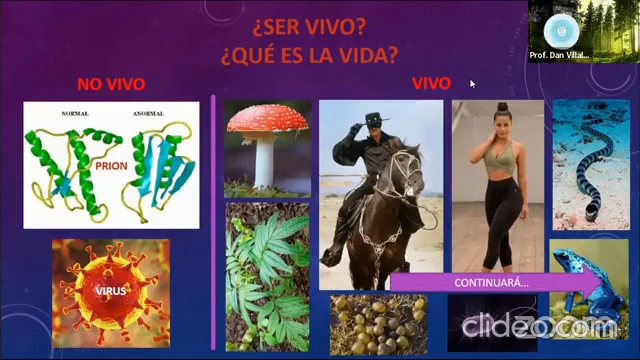 ¿SER VIVO?
¿QUÉ ES LA VIDA?
Prof. Dan Villal...
NO VIVO
VIVO
NORMAL
ANORMAL
PRION
VIRUS
CONTINUARÁ...
clideo.com